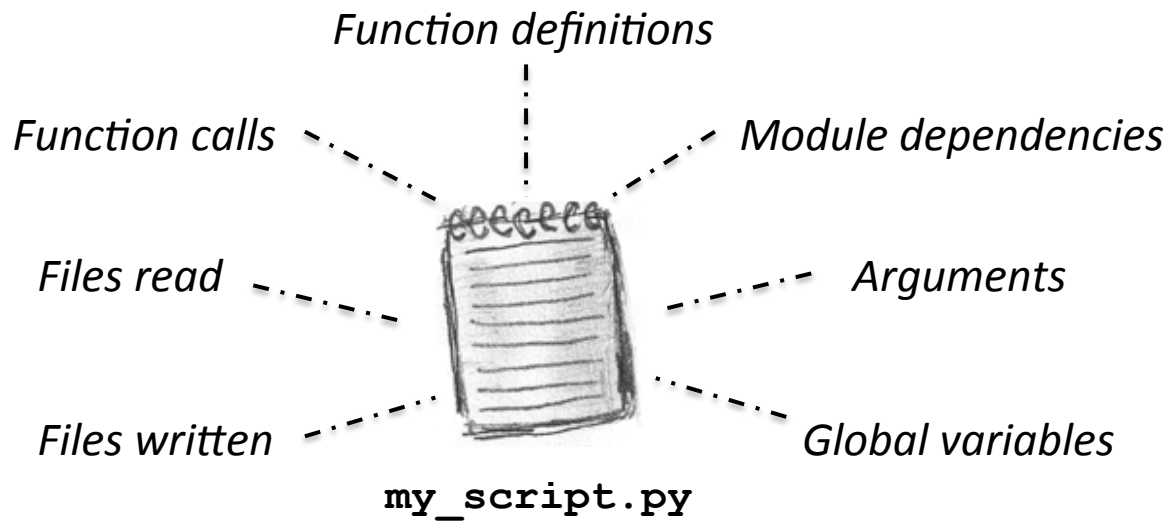 Function definitions
Function calls
Module dependencies
Files read
Arguments
Files written
Global variables
my_script.py